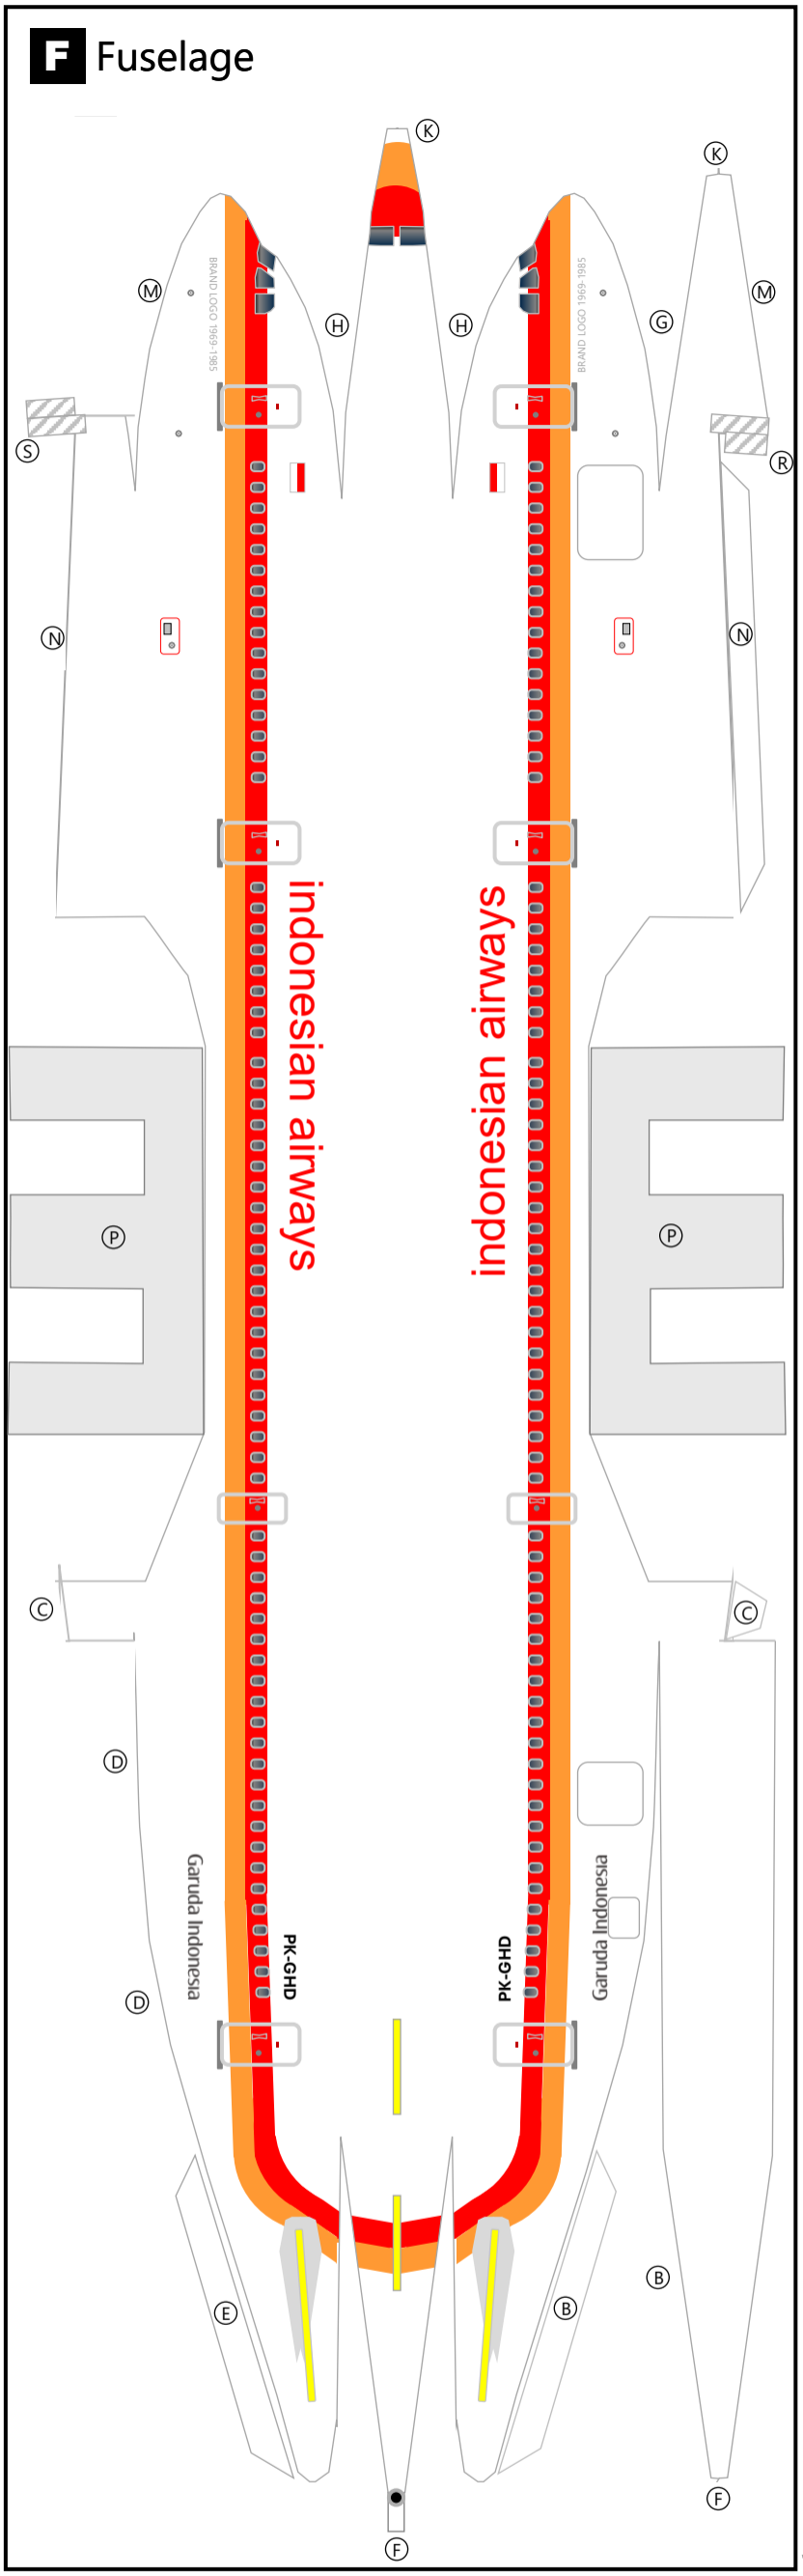 F Fuselage
K
K
M
BRAND LOGO 1969-1985
H
H
BRAND LOGO 1969-1985
G
M
S
R
N
N
indonesian airways
indonesian airways
P
P
C
C
D
Garuda Indonesia
PK-GHD
PK-GHD
Garuda Indonesia
D
B
E
B
F
F